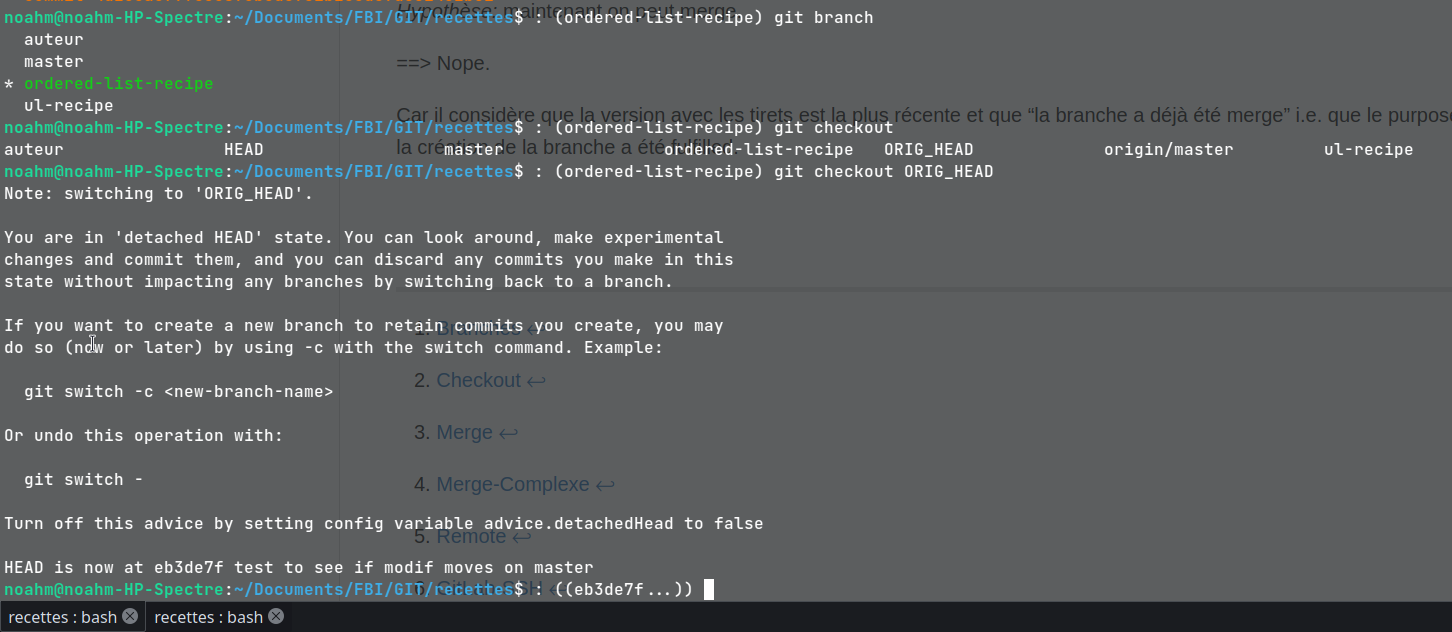 Hypothèse: maintenant on peut merge
noahm@noahm-HP-Spectre:~/Documents/FBI/GIT/recettes$ : (ordered-list-recipe) git branch
  auteur
  master
==> Nope.
* ordered-list-recipe
  ul-recipe
Car il considère que la version avec les tirets est la plus récente et que “la branche a déjà été merge” i.e. que le purpose
noahm@noahm-HP-Spectre:~/Documents/FBI/GIT/recettes$ : (ordered-list-recipe) git checkout
la création de la branche a été fulfilled
auteur                HEAD                  master                ordered-list-recipe   ORIG_HEAD             origin/master         ul-recipe
noahm@noahm-HP-Spectre:~/Documents/FBI/GIT/recettes$ : (ordered-list-recipe) git checkout ORIG_HEAD
Note: switching to 'ORIG_HEAD'.
You are in 'detached HEAD' state. You can look around, make experimental
changes and commit them, and you can discard any commits you make in this
state without impacting any branches by switching back to a branch.
If you want to create a new branch to retain commits you create, you may
1. Branches ↩
do so (now or later) by using -c with the switch command. Example:
2. Checkout ↩
  git switch -c <new-branch-name>
3. Merge ↩
Or undo this operation with:
4. Merge-Complexe ↩
  git switch -
Turn off this advice by setting config variable advice.detachedHead to false
5. Remote ↩
HEAD is now at eb3de7f test to see if modif moves on master
noahm@noahm-HP-Spectre:~/Documents/FBI/GIT/recettes$ : ((eb3de7f...))
recettes : bash recettes : bash